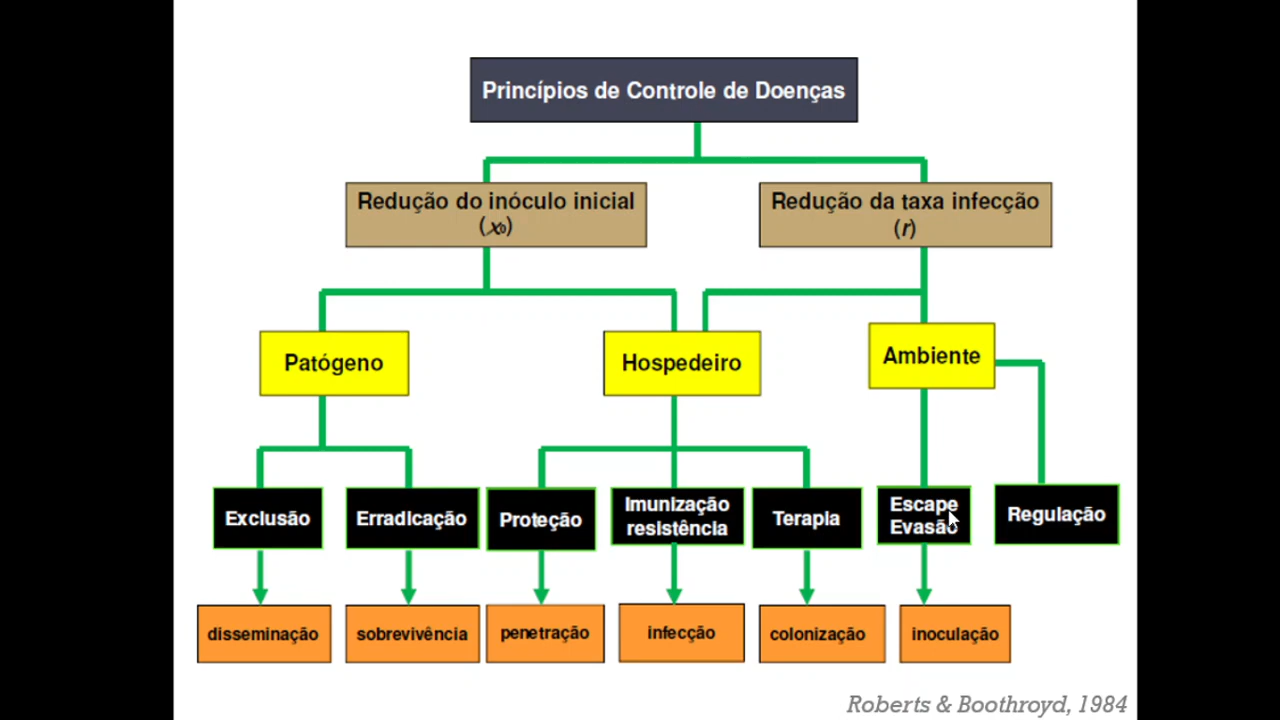 Princípios de Controle de Doenças
Redução do inóculo inicial
(x₀)
Redução da taxa infecção
(r)
Patógeno
Hospedeiro
Ambiente
Exclusão
Erradicação
Proteção
Imunização
resistência
Terapia
Escape
Evasão
Regulação
disseminação
sobrevivência
penetração
infecção
colonização
inoculação
Roberts & Boothroyd, 1984